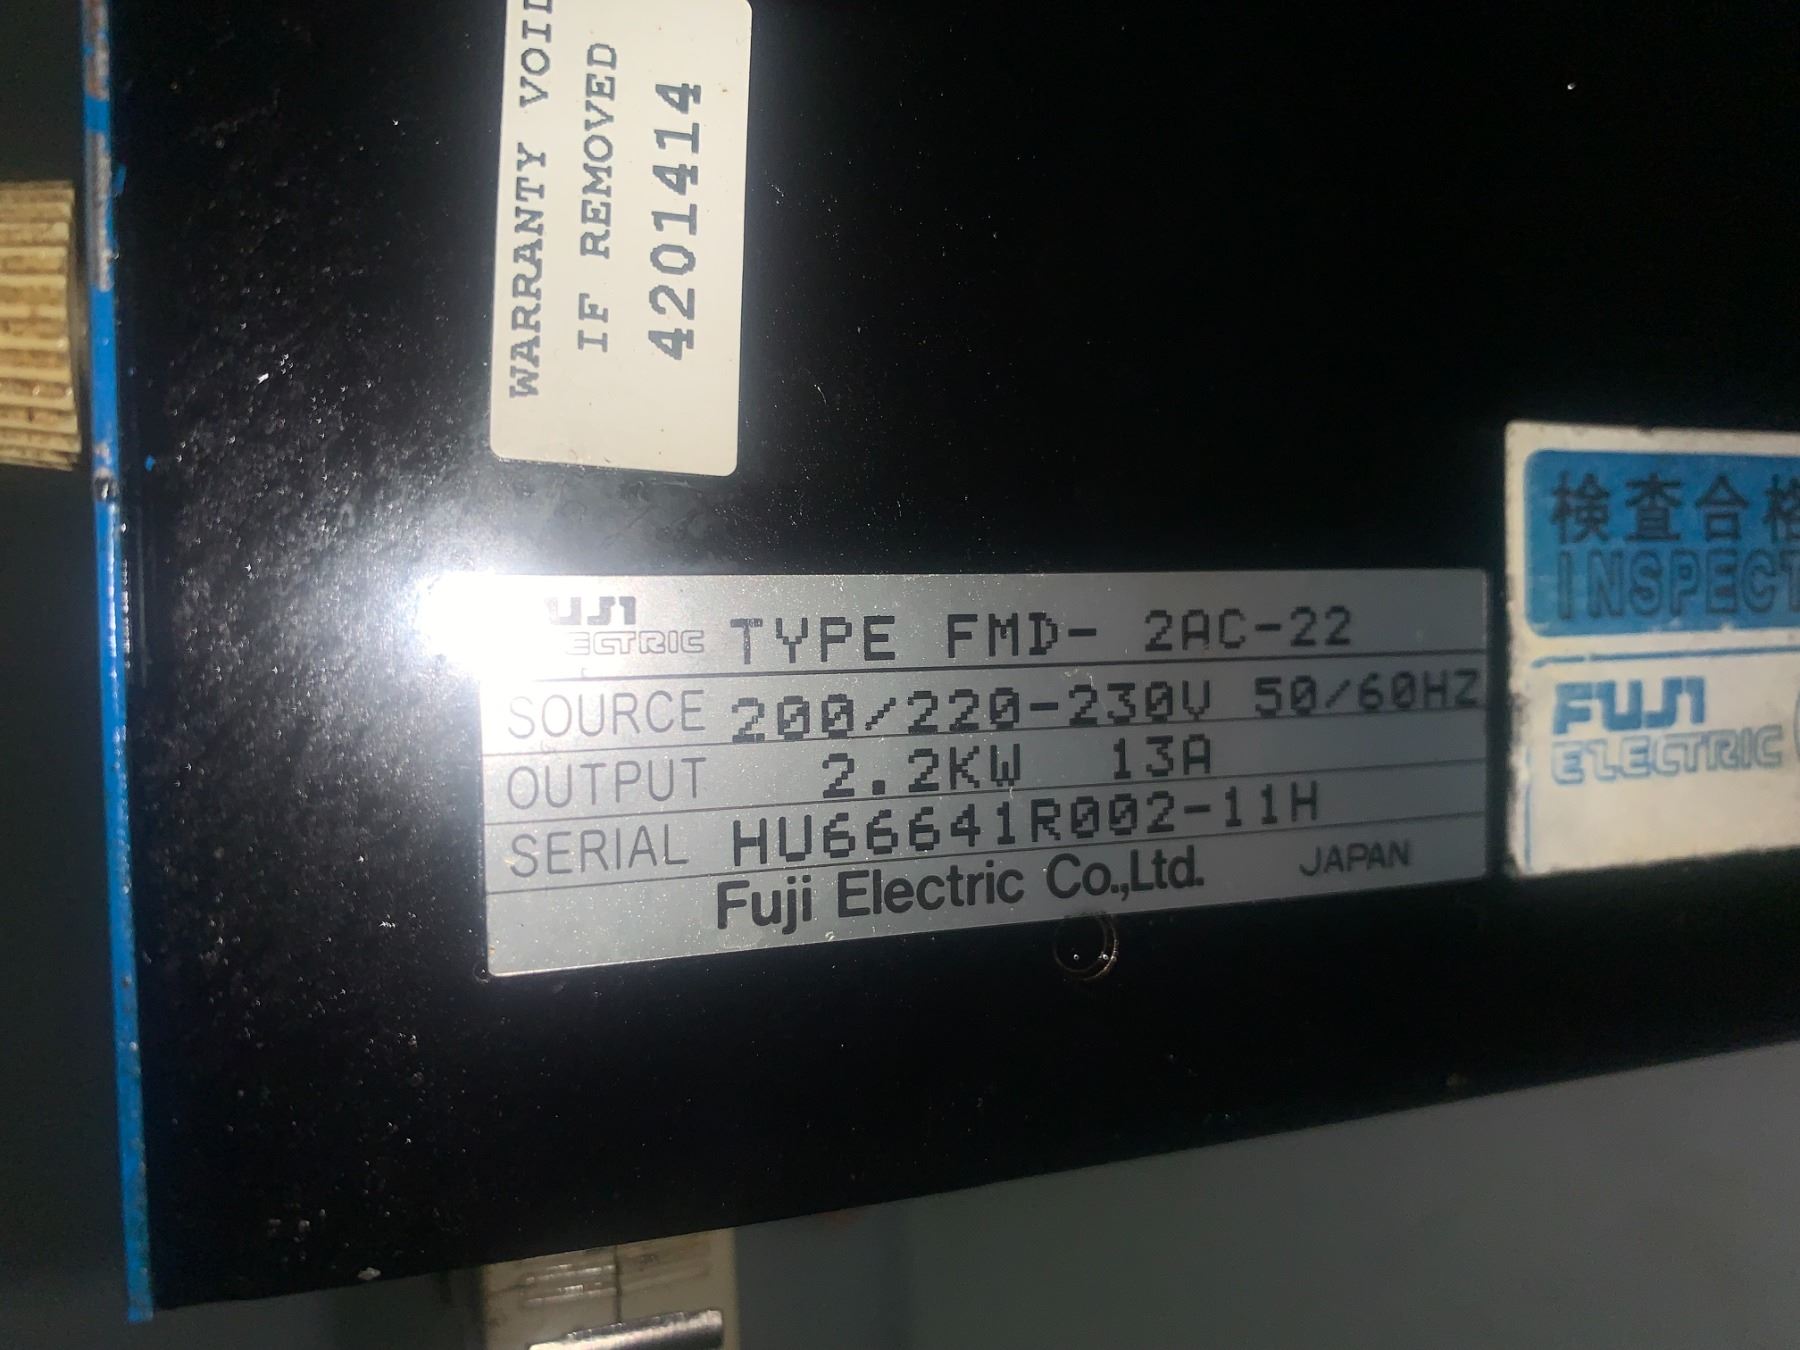 WARRANTY VOID
IF REMOVED
4201414
TYPE FMD- 2AC-22
SOURCE 200/220-230V 50/60HZ
OUTPUT 2.2KW 13A
SERIAL HU66641R002-11H
Fuji Electric Co.,Ltd. JAPAN
検査合格
INSPECT
FUJI
ELECTRIC